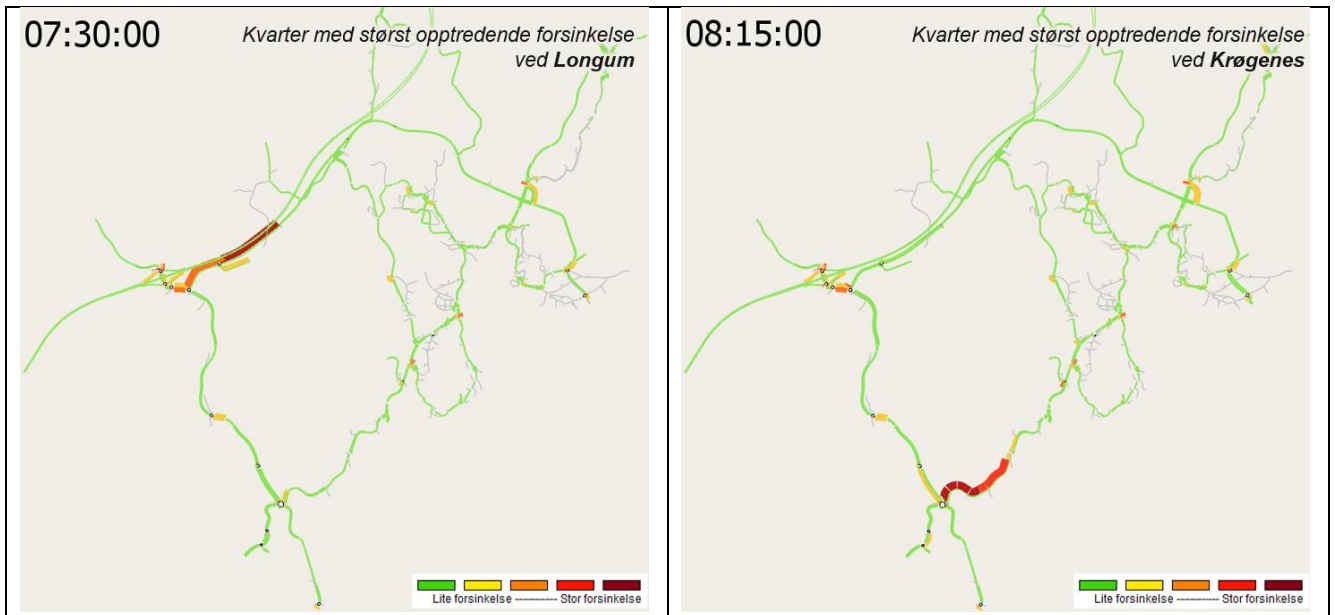 07:30:00
Kvarter med størst opptredende forsinkelse
ved Longum
Lite forsinkelse ------------- Stor forsinkelse
08:15:00
Kvarter med størst opptredende forsinkelse
ved Krøgenes
Lite forsinkelse ------------- Stor forsinkelse